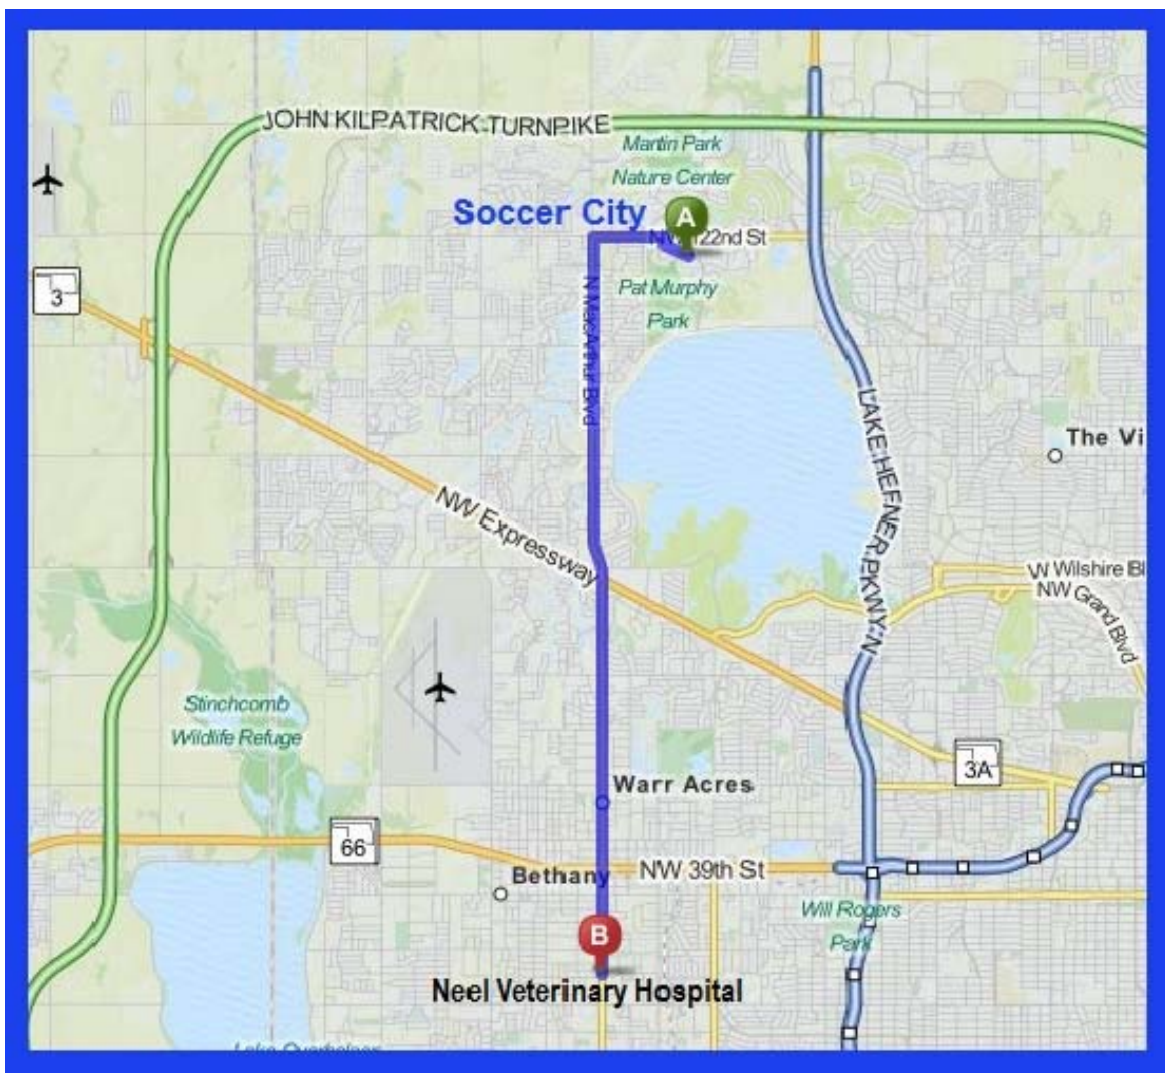 JOHN KILPATRICK TURNPIKE
Martin Park
Nature Center
Soccer City
A
122nd St
3
Pat Murphy
Park
N MacArthur Blvd
LAKE HEFNER PKWY N
The Vi
NW Expressway
W Wilshire Bl
NW Grand Blvd
Stinchcomb
Wildlife Refuge
3A
Warr Acres
66
NW 39th St
Bethany
Will Rogers
Park
B
Neel Veterinary Hospital
Lake Overholser